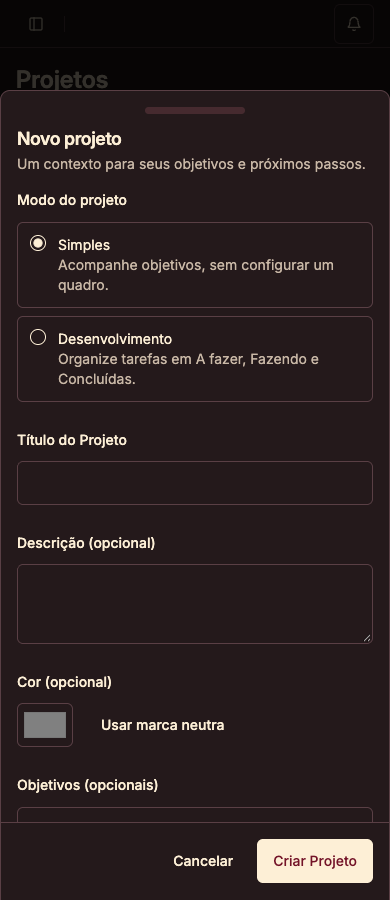 Projetos
Novo projeto
Um contexto para seus objetivos e próximos passos.
Modo do projeto
Simples
Acompanhe objetivos, sem configurar um
quadro.
Desenvolvimento
Organize tarefas em A fazer, Fazendo e
Concluídas.
Título do Projeto
Descrição (opcional)
Cor (opcional)
Usar marca neutra
Objetivos (opcionais)
Cancelar
Criar Projeto